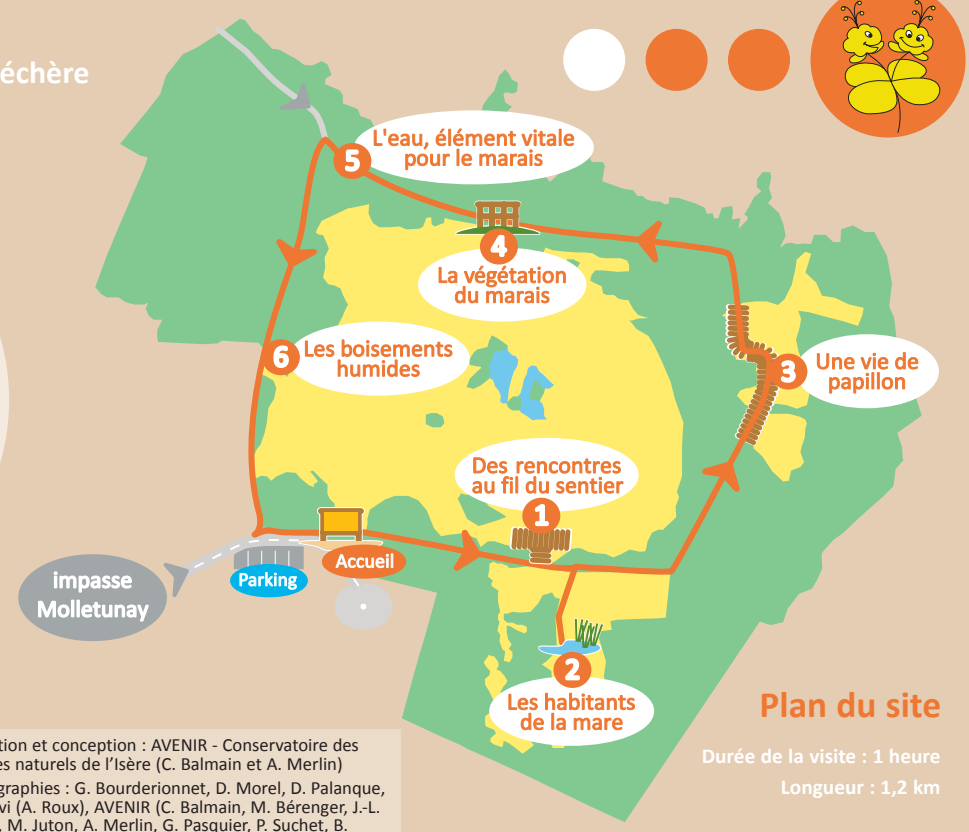 échère
L'eau, élément vitale
pour le marais
5
4
La végétation
du marais
6
Les boisements
humides
3
Une vie de
papillon
Des rencontres
au fil du sentier
1
Accueil
Parking
impasse
Molletunay
2
Les habitants
de la mare
Plan du site
Durée de la visite : 1 heure
Longueur : 1,2 km
tion et conception : AVENIR - Conservatoire des
es naturels de l'Isère (C. Balmain et A. Merlin)
graphies : G. Bourderionnet, D. Morel, D. Palanque,
vi (A. Roux), AVENIR (C. Balmain, M. Bérenger, J.-L.
, M. Juton, A. Merlin, G. Pasquier, P. Suchet, B.